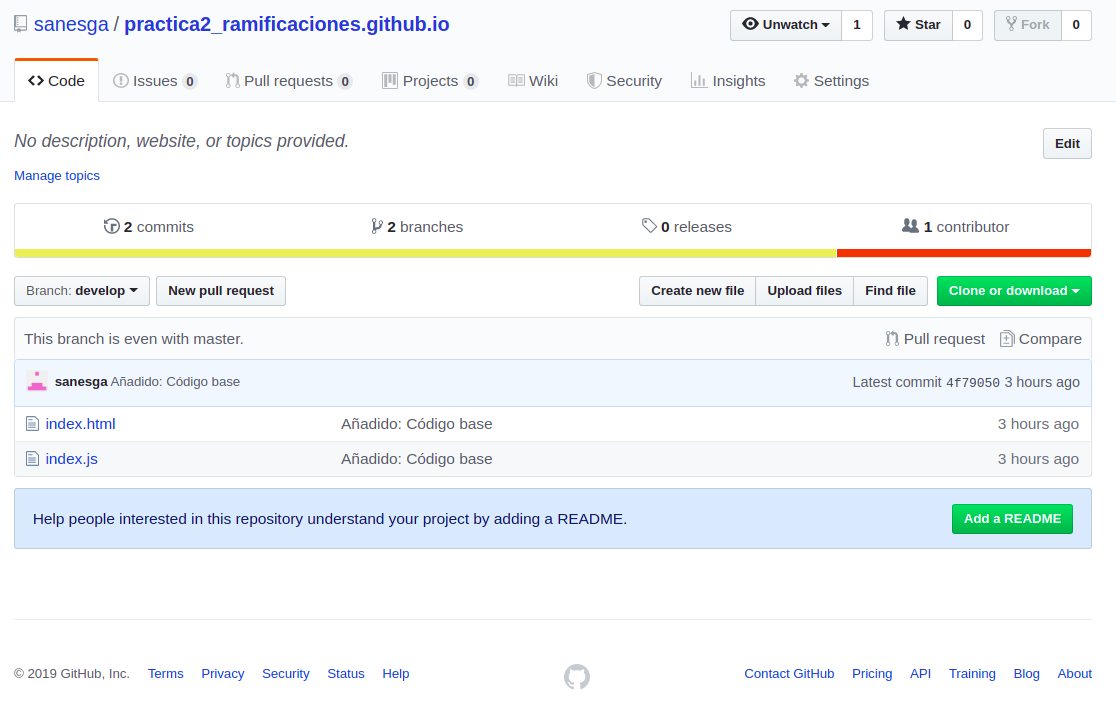 sanesga / practica2_ramificaciones.github.io
Unwatch 1 Star 0 Fork 0
Code Issues 0 Pull requests 0 Projects 0 Wiki Security Insights Settings
No description, website, or topics provided.
Edit
Manage topics
2 commits 2 branches 0 releases 1 contributor
Branch: develop New pull request Create new file Upload files Find file Clone or download
This branch is even with master. Pull request Compare
sanesga Añadido: Código base Latest commit 4f79050 3 hours ago
index.html Añadido: Código base 3 hours ago
index.js Añadido: Código base 3 hours ago
Help people interested in this repository understand your project by adding a README. Add a README
© 2019 GitHub, Inc. Terms Privacy Security Status Help Contact GitHub Pricing API Training Blog About